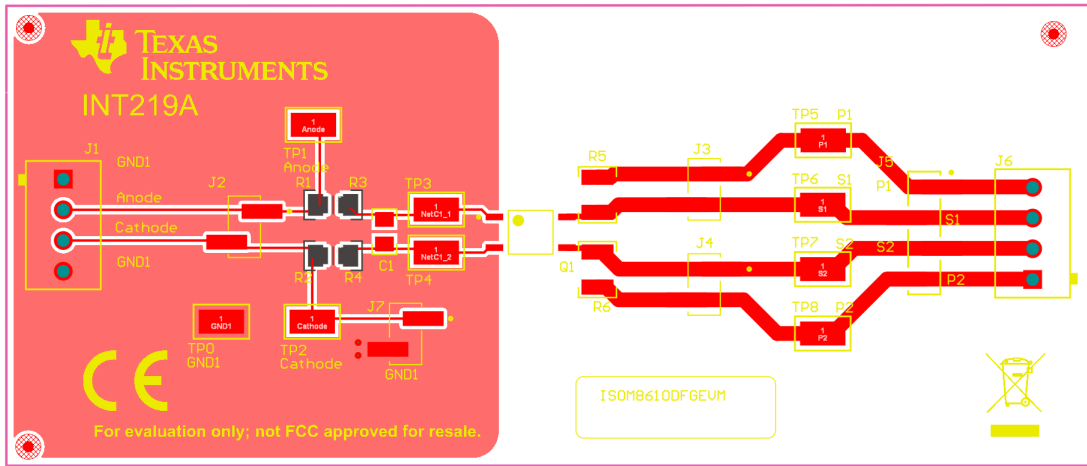 TEXAS
INSTRUMENTS
INT219A
J1
GND1
Anode
Cathode
GND1
J2
1
Anode
TP1
Anode
R1
R3
TP3
1
NetC1_1
C1
R2
R4
1
NetC1_2
TP4
1
GND1
TP0
GND1
1
Cathode
TP2
Cathode
J7
GND1
CE
For evaluation only; not FCC approved for resale.
Q1
R5
R6
J3
J4
TP5
P1
1
P1
TP6
S1
1
S1
TP7
S2
1
S2
TP8
P2
1
P2
J5
P1
S1
S2
P2
J6
ISOM8610DFGEVM